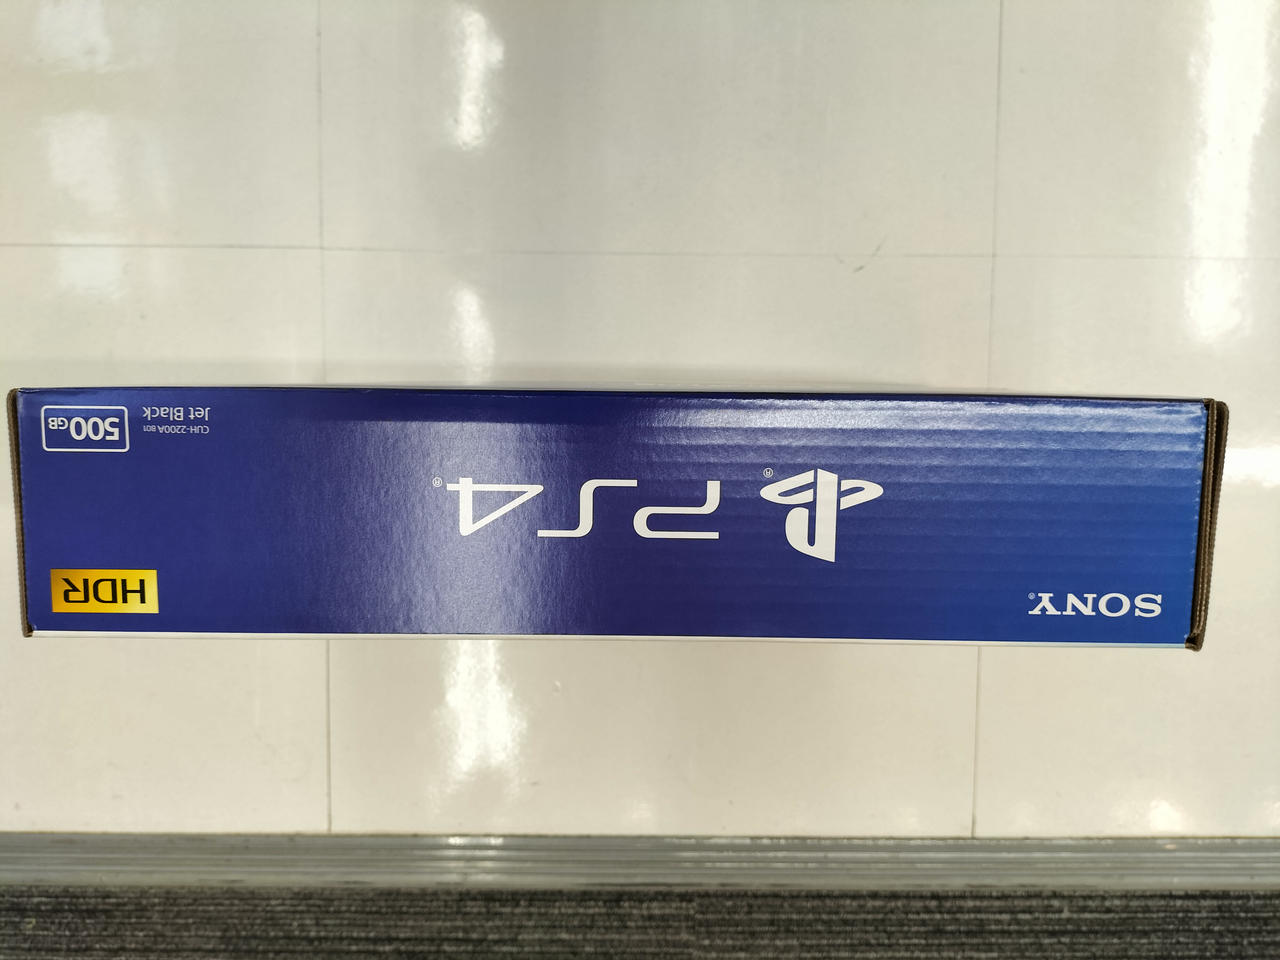 SONY®
PS4®
HDR
CUH-2200A B01
Jet Black
500GB